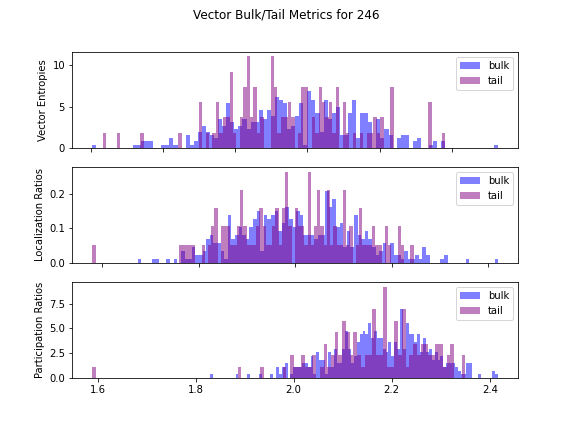 Vector Bulk/Tail Metrics for 246
Vector Entropies
10
5
0
bulk
tail
Localization Ratios
0.2
0.1
0.0
bulk
tail
Participation Ratios
7.5
5.0
2.5
0.0
bulk
tail
1.6 1.8 2.0 2.2 2.4